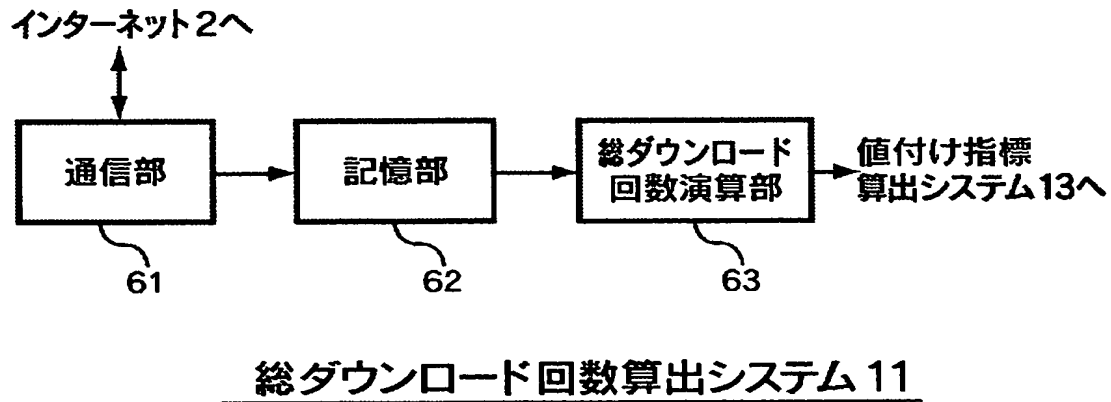 インターネット2へ
通信部
記憶部
総ダウンロード
回数演算部
値付け指標
算出システム13へ
61
62
63
総ダウンロード回数算出システム11